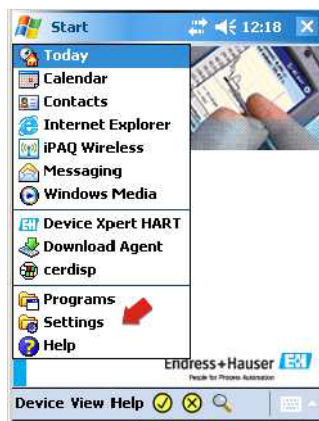 Start 12:18
Today
Calendar
Contacts
Internet Explorer
iPAQ Wireless
Messaging
Windows Media
Device Xpert HART
Download Agent
cerdisp
Programs
Settings
Help
Endress+Hauser EH
People for Process Automation
Device View Help